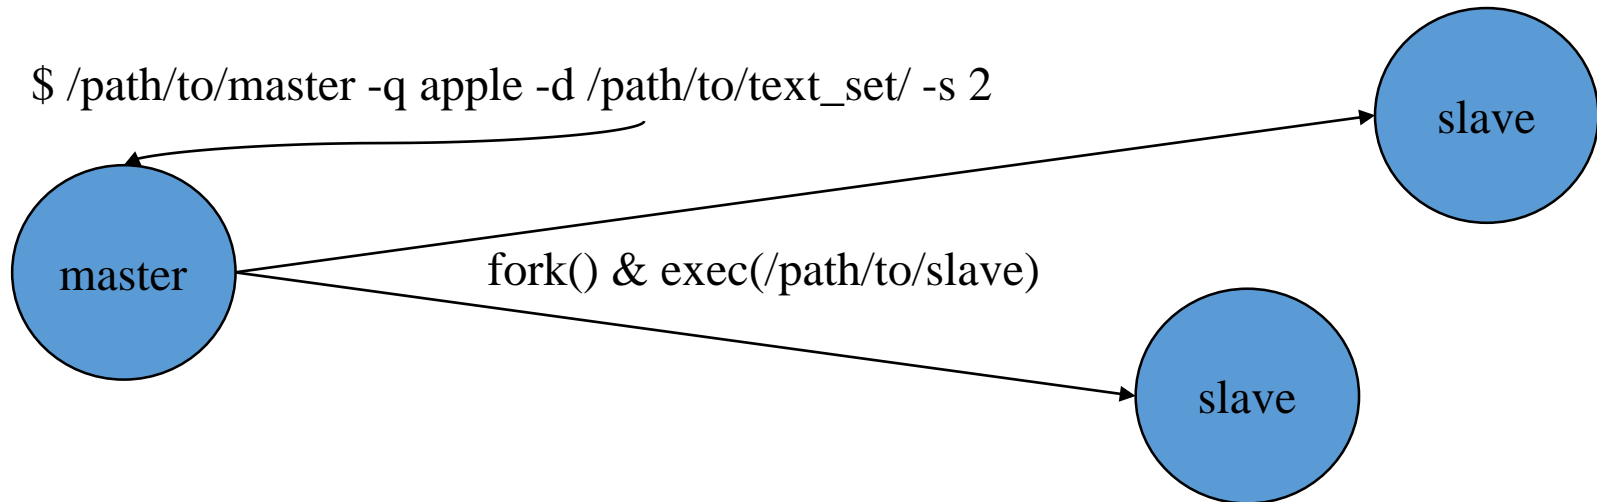 $ /path/to/master -q apple -d /path/to/text_set/ -s 2
slave
master
fork() & exec(/path/to/slave)
slave